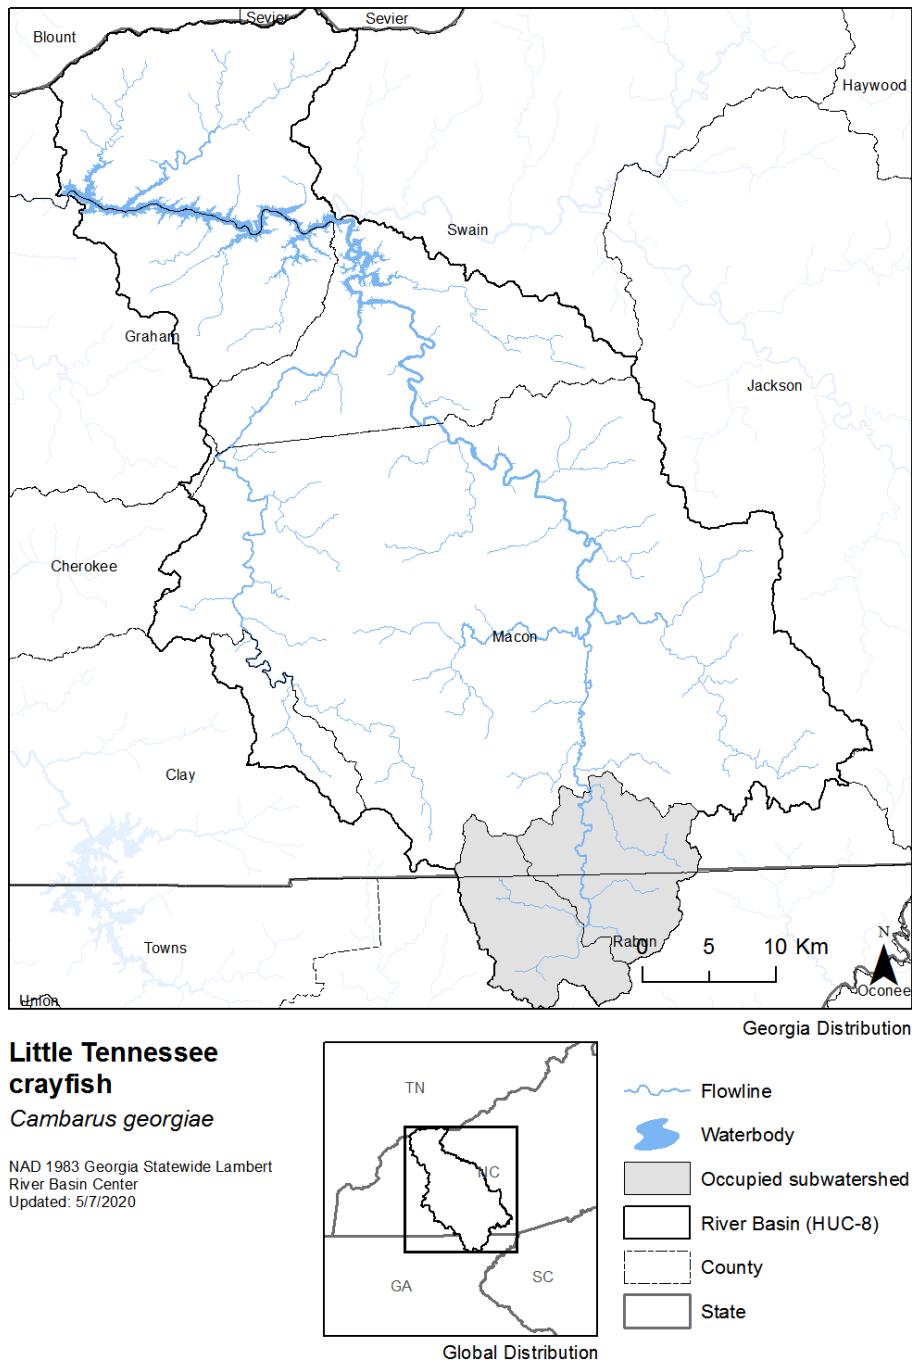 Sevier
Sevier
Blount
Haywood
Swain
Graham
Jackson
Cherokee
Macon
Clay
Towns
Rabun
Union
Oconee
0 5 10 Km
N
Georgia Distribution
Little Tennessee
crayfish
Cambarus georgiae
NAD 1983 Georgia Statewide Lambert
River Basin Center
Updated: 5/7/2020
TN
NC
GA
SC
Global Distribution
Flowline
Waterbody
Occupied subwatershed
River Basin (HUC-8)
County
State